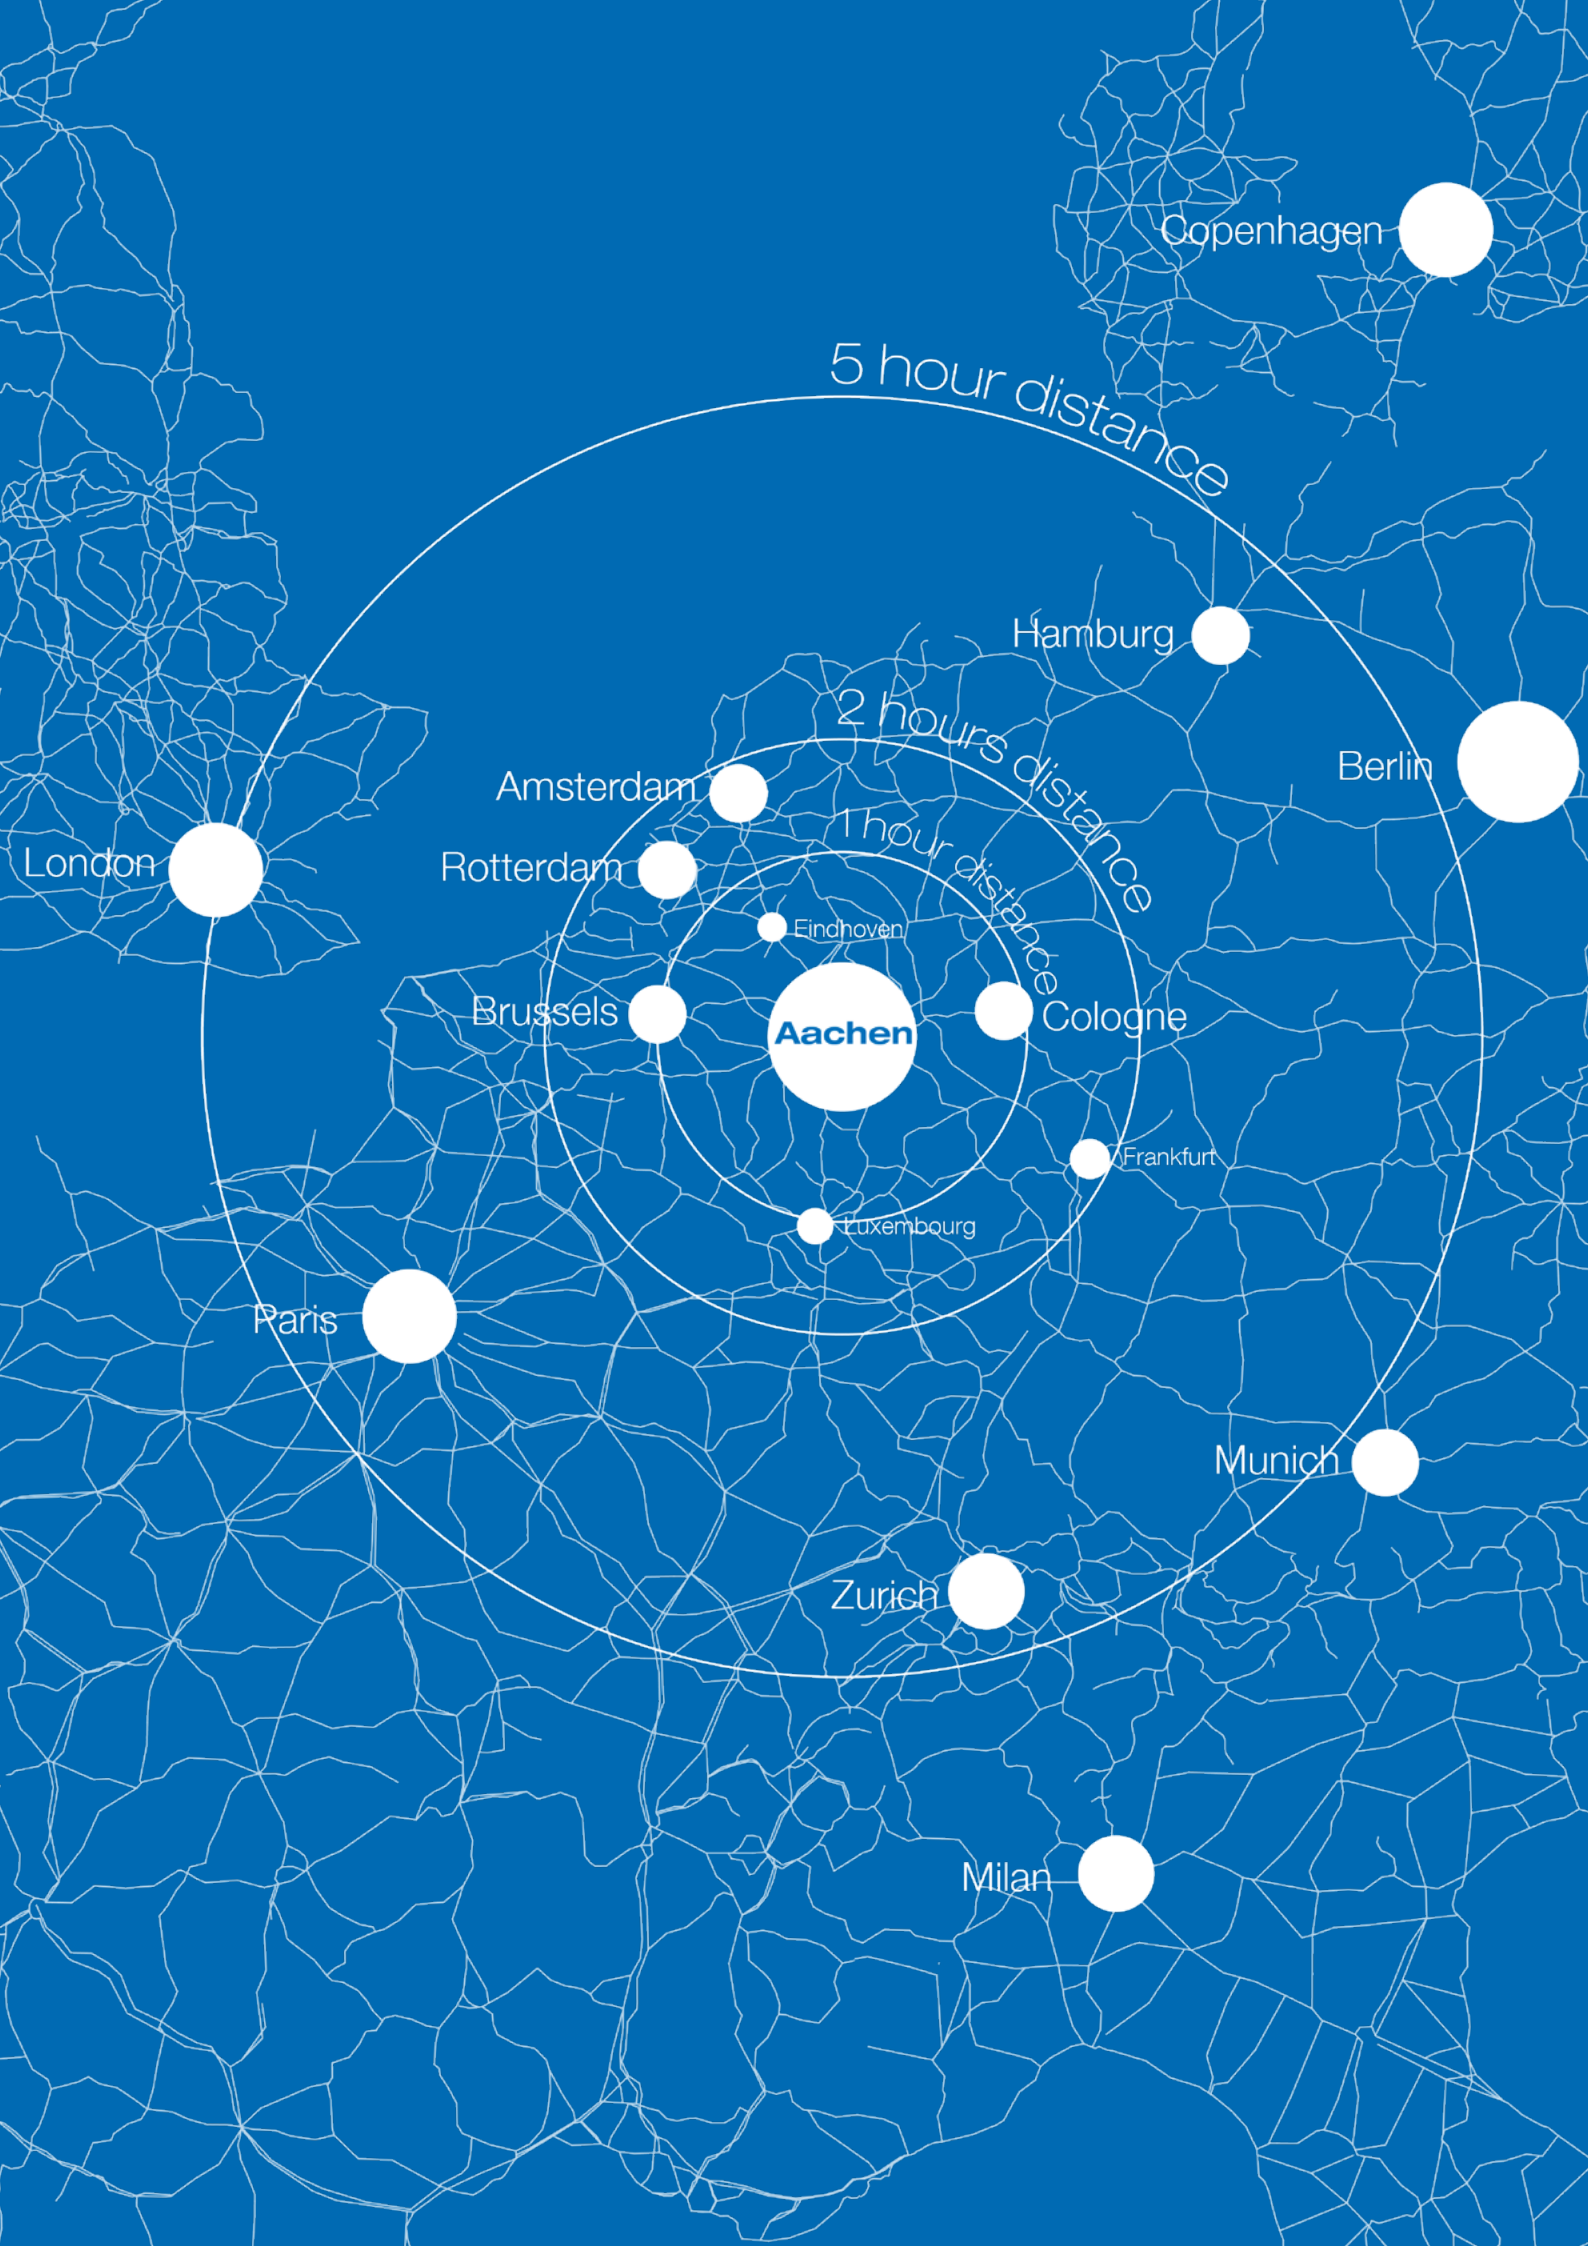 Copenhagen
5 hour distance
Hamburg
2 hours distance
Berlin
Amsterdam
1 hour distance
London
Rotterdam
Eindhoven
Brussels
Aachen
Cologne
Frankfurt
Luxembourg
Paris
Munich
Zurich
Milan